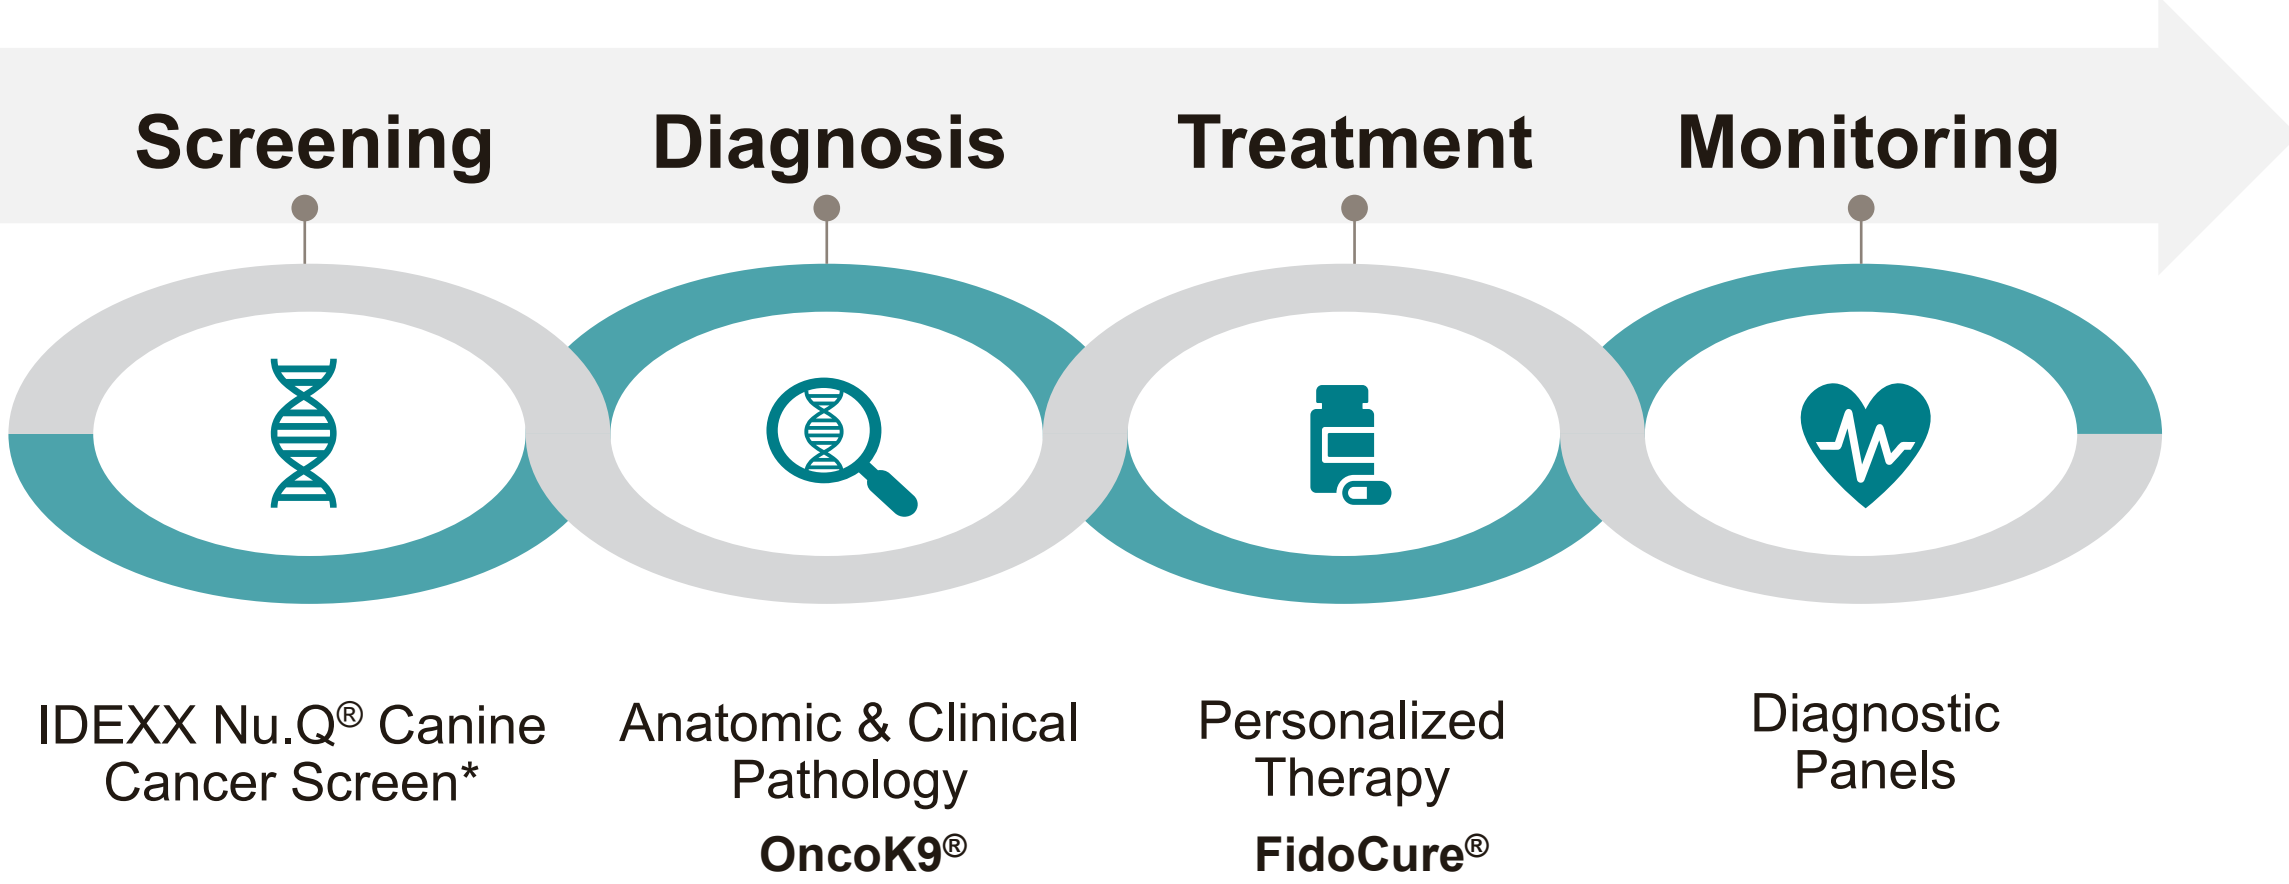 Screening
Diagnosis
Treatment
Monitoring
IDEXX Nu.Q® Canine
Cancer Screen*
Anatomic & Clinical
Pathology
OncoK9®
Personalized
Therapy
FidoCure®
Diagnostic
Panels